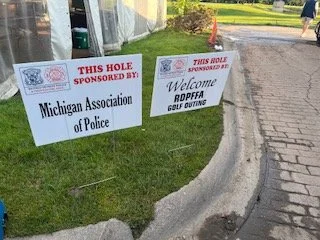 THIS HOLE
SPONSORED BY:
Michigan Association
of Police
THIS HOLE
SPONSORED BY:
Welcome
RDPFFA
GOLF OUTING